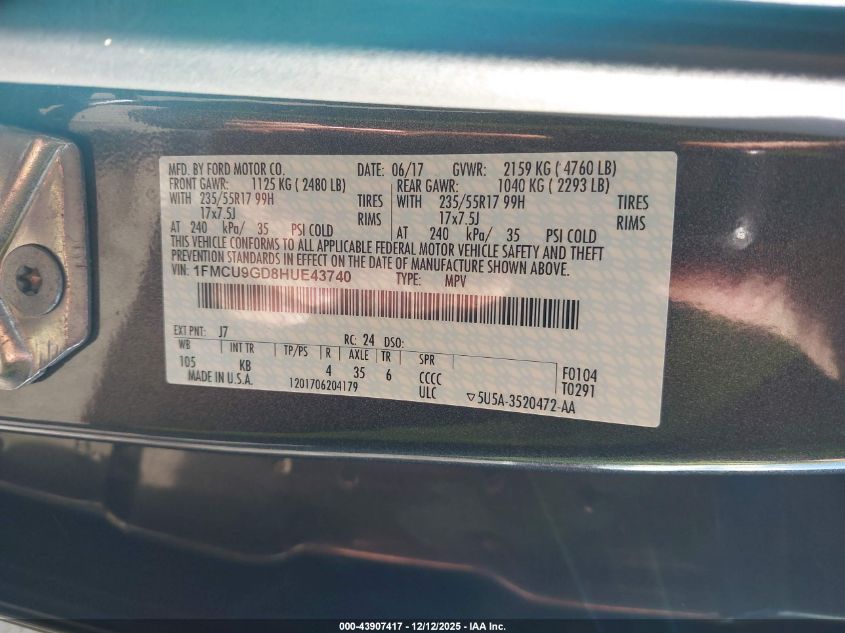 MFD. BY FORD MOTOR CO. DATE: 06/17 GVWR: 2159 KG ( 4760 LB)
FRONT GAWR: 1125 KG ( 2480 LB) REAR GAWR: 1040 KG ( 2293 LB)
WITH 235/55R17 99H TIRES WITH 235/55R17 99H TIRES
17x7.5J RIMS 17x7.5J RIMS
AT 240 kPa/ 35 PSI COLD AT 240 kPa/ 35 PSI COLD
THIS VEHICLE CONFORMS TO ALL APPLICABLE FEDERAL MOTOR VEHICLE SAFETY AND THEFT
PREVENTION STANDARDS IN EFFECT ON THE DATE OF MANUFACTURE SHOWN ABOVE.
VIN: 1FMCU9GD8HUE43740 TYPE: MPV
EXT PNT: J7 RC: 24 DSO:
WB INT TR TP/PS R AXLE TR SPR
105 KB 4 35 6 CCCC F0104
MADE IN U.S.A. 1201706204179 ULC T0291
▽5U5A-3520472-AA
000-43907417 - 12/12/2025 - IAA Inc.